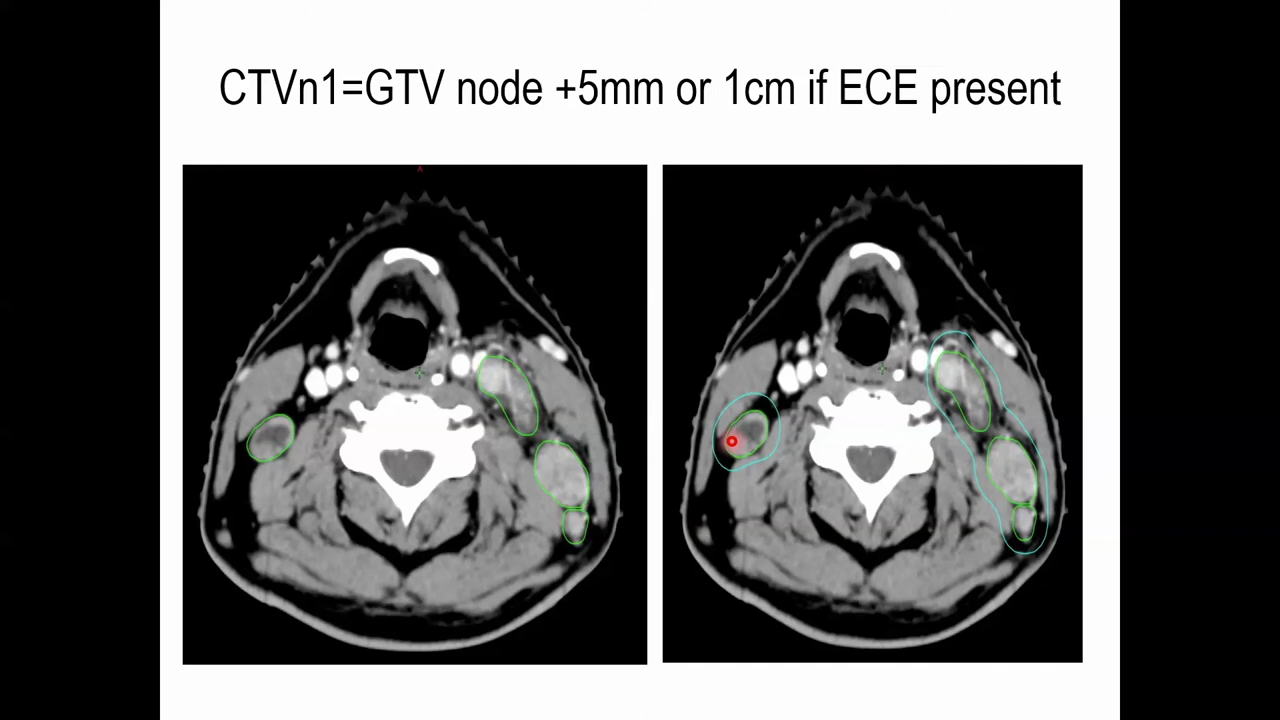 CTVn1=GTV node +5mm or 1cm if ECE present